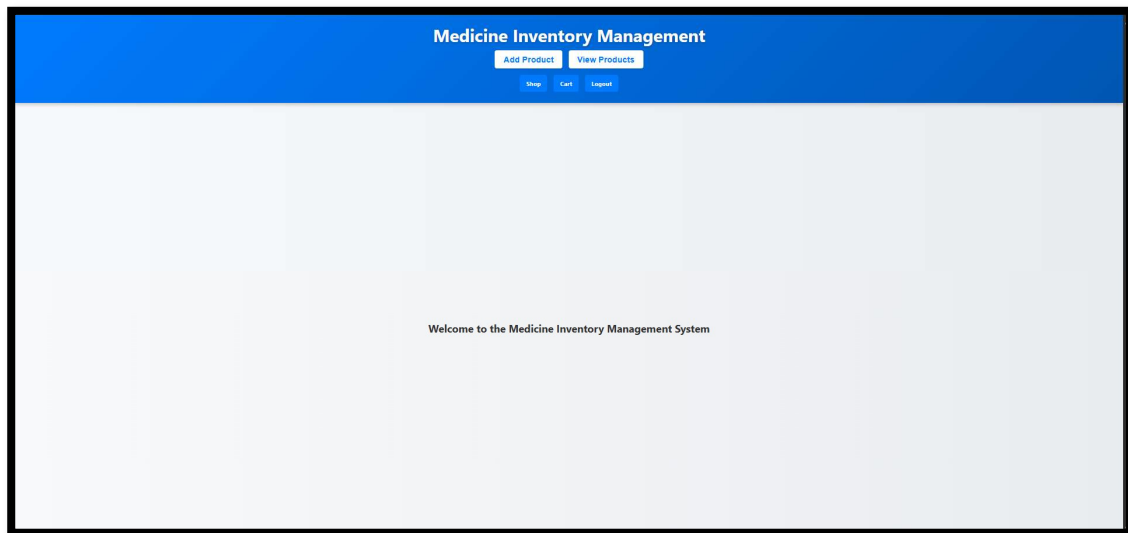 Medicine Inventory Management
Add Product View Products
Shop Cart Logout
Welcome to the Medicine Inventory Management System